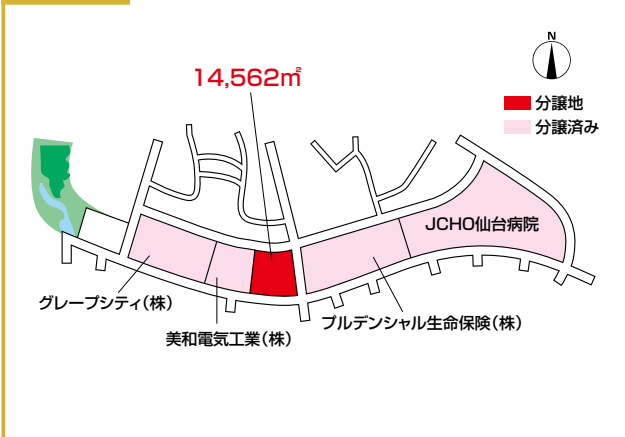 N
14,562㎡
分譲地
分譲済み
JCHO仙台病院
グレープシティ(株)
プルデンシャル生命保険(株)
美和電気工業(株)